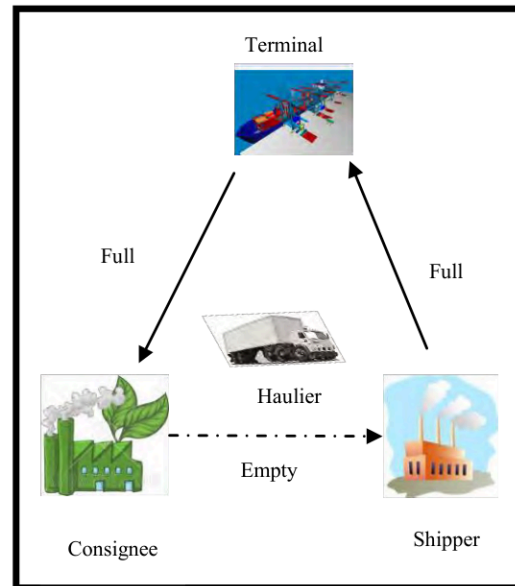 Terminal
Full
Full
Haulier
Empty
Consignee
Shipper